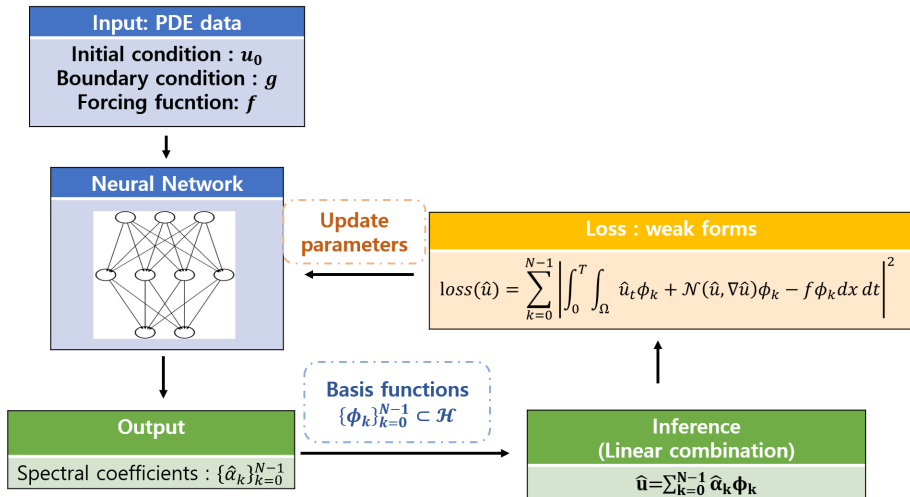 Input: PDE data
Initial condition : u₀
Boundary condition : g
Forcing fucntion: f
Neural Network
Update
parameters
Loss : weak forms
loss(û) = ∑_{k=0}^{N-1} |∫_0^T ∫_Ω û_t ϕ_k + 𝒩(û, ∇û)ϕ_k − fϕ_k dx dt|²
Basis functions
{ϕ_k}_{k=0}^{N-1} ⊂ ℋ
Output
Spectral coefficients : {α̂_k}_{k=0}^{N-1}
Inference
(Linear combination)
û=∑_{k=0}^{N-1} α̂_k ϕ_k